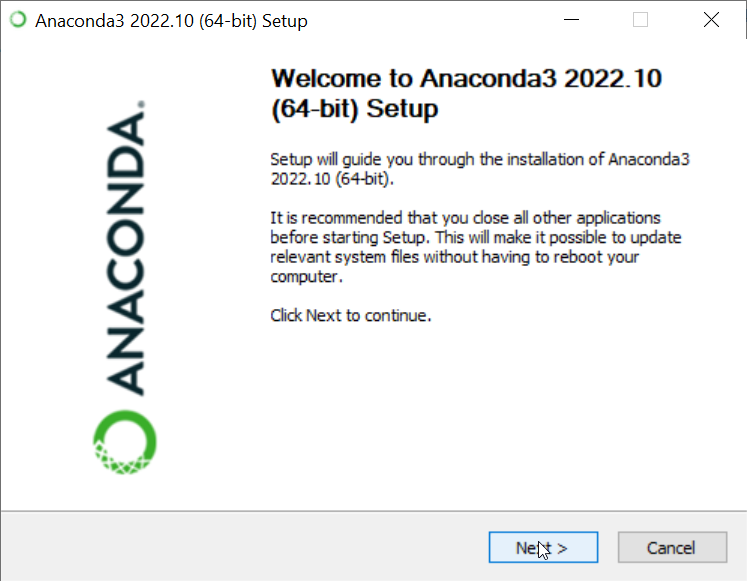 Anaconda3 2022.10 (64-bit) Setup
Welcome to Anaconda3 2022.10
(64-bit) Setup
Setup will guide you through the installation of Anaconda3
2022.10 (64-bit).
It is recommended that you close all other applications
before starting Setup. This will make it possible to update
relevant system files without having to reboot your
computer.
Click Next to continue.
ANACONDA.
Next >
Cancel